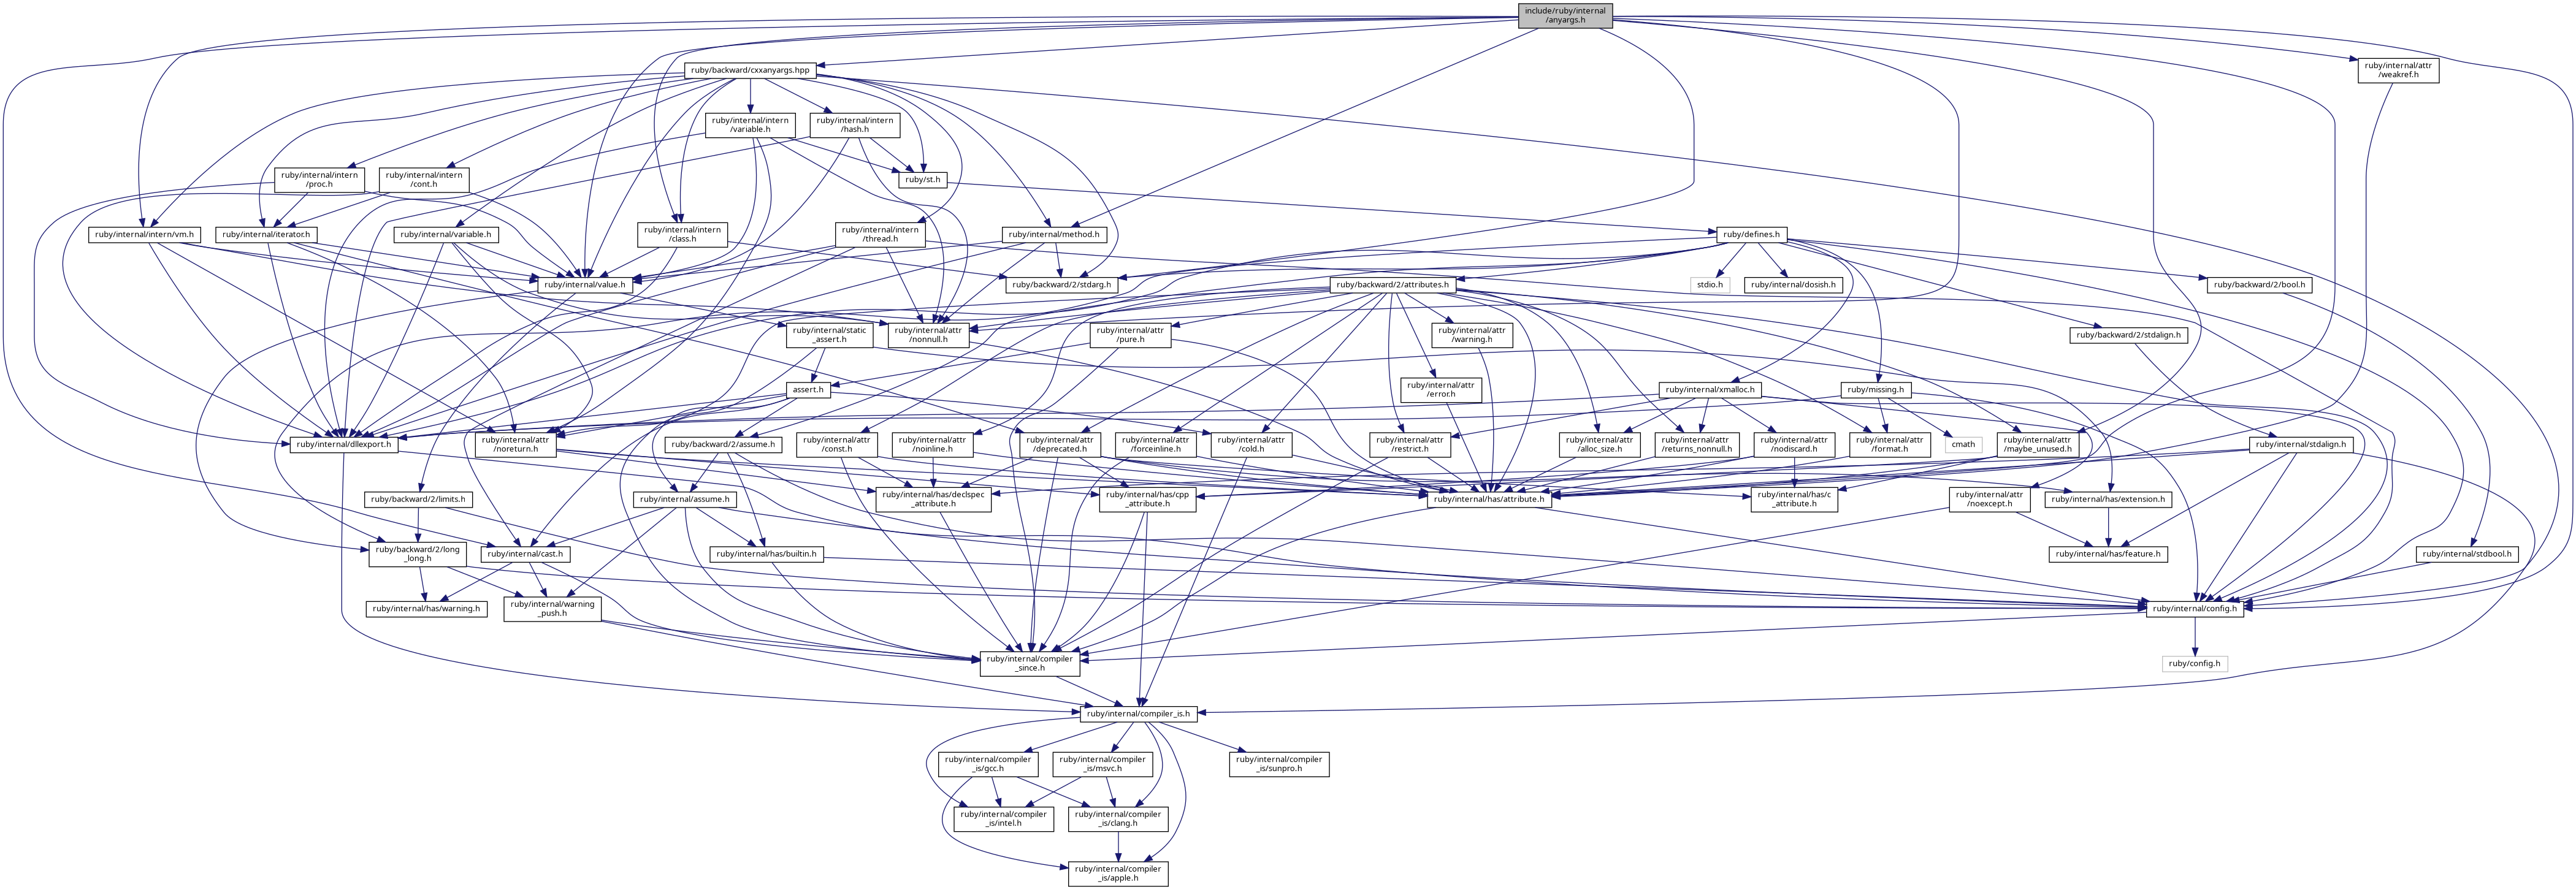 include/ruby/internal
/anyargs.h
ruby/backward/cxxanyargs.hpp
ruby/internal/attr
/weakref.h
ruby/internal/intern
/variable.h
ruby/internal/intern
/hash.h
ruby/internal/intern
/proc.h
ruby/internal/intern
/cont.h
ruby/st.h
ruby/internal/intern/vm.h
ruby/internal/iterator.h
ruby/internal/variable.h
ruby/internal/intern
/class.h
ruby/internal/intern
/thread.h
ruby/internal/method.h
ruby/defines.h
ruby/internal/value.h
ruby/backward/2/stdarg.h
ruby/backward/2/attributes.h
stdio.h
ruby/internal/dosish.h
ruby/backward/2/bool.h
ruby/internal/static
_assert.h
ruby/internal/attr
/nonnull.h
ruby/internal/attr
/pure.h
ruby/internal/attr
/warning.h
ruby/backward/2/stdalign.h
assert.h
ruby/internal/attr
/error.h
ruby/internal/xmalloc.h
ruby/missing.h
ruby/internal/dllexport.h
ruby/internal/attr
/noreturn.h
ruby/backward/2/assume.h
ruby/internal/attr
/const.h
ruby/internal/attr
/noinline.h
ruby/internal/attr
/deprecated.h
ruby/internal/attr
/forceinline.h
ruby/internal/attr
/cold.h
ruby/internal/attr
/restrict.h
ruby/internal/attr
/alloc_size.h
ruby/internal/attr
/returns_nonnull.h
ruby/internal/attr
/nodiscard.h
ruby/internal/attr
/format.h
cmath
ruby/internal/attr
/maybe_unused.h
ruby/internal/stdalign.h
ruby/backward/2/limits.h
ruby/internal/assume.h
ruby/internal/has/declspec
_attribute.h
ruby/internal/has/cpp
_attribute.h
ruby/internal/has/attribute.h
ruby/internal/has/c
_attribute.h
ruby/internal/attr
/noexcept.h
ruby/internal/has/extension.h
ruby/backward/2/long
_long.h
ruby/internal/cast.h
ruby/internal/has/builtin.h
ruby/internal/has/feature.h
ruby/internal/stdbool.h
ruby/internal/has/warning.h
ruby/internal/warning
_push.h
ruby/internal/config.h
ruby/internal/compiler
_since.h
ruby/config.h
ruby/internal/compiler_is.h
ruby/internal/compiler
_is/gcc.h
ruby/internal/compiler
_is/msvc.h
ruby/internal/compiler
_is/sunpro.h
ruby/internal/compiler
_is/intel.h
ruby/internal/compiler
_is/clang.h
ruby/internal/compiler
_is/apple.h